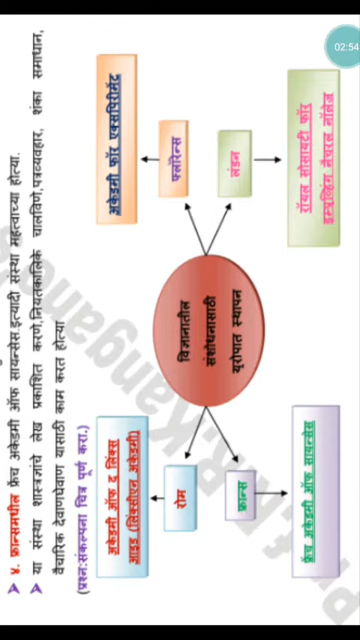 ४. फ्रान्समधील फ्रेंच अकॅडमी ऑफ सायन्सेस इत्यादी संस्था महत्वाच्या होत्या.
या संस्था शास्त्रज्ञांचे लेख प्रकाशित करणे,नियतकालिके चालविणे,पत्रव्यवहार, शंका समाधान,
वैचारिक देवाणघेवाण यासाठी काम करत होत्या
(प्रश्न:संकल्पना चित्र पूर्ण करा.)
अकॅडमी ऑफ द लिंक्स
आइड (लिंक्सीएन अकॅडमी)
अकॅडमी फॉर एक्सपिरीमेंट
रोम
फ्लॉरेन्स
विज्ञानातील
संशोधनासाठी
यूरोपात स्थापन
फ्रान्स
लंडन
फ्रेंच अकॅडमी ऑफ सायन्सेस
रॉयल सोसायटी फॉर
इम्प्रुव्हिंग नॅचरल नॉलेज
02:54